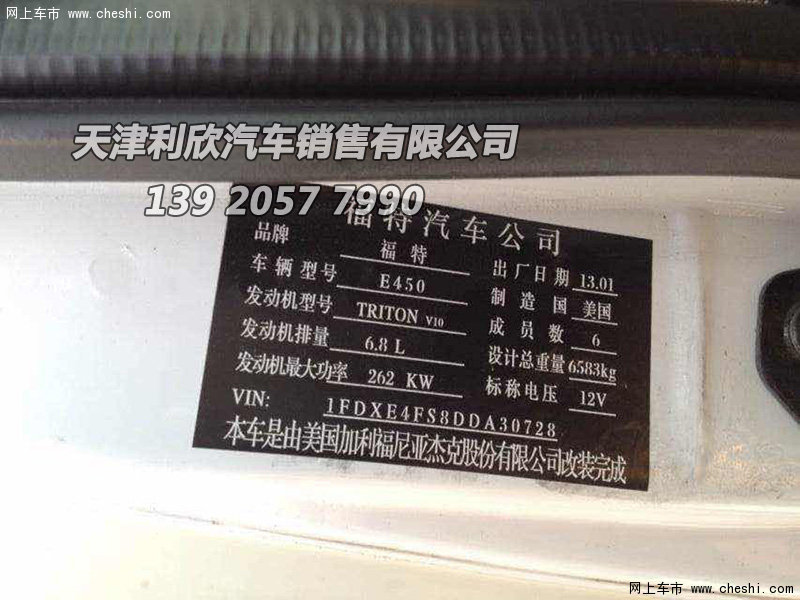 网上车市 www.cheshi.com
天津利欣汽车销售有限公司
139 2057 7990
福特汽车公司
品牌 福特 出厂日期 13.01
车辆型号 E450 制造国 美国
发动机型号 TRITON V10 成员数 6
发动机排量 6.8 L 设计总重量 6583kg
发动机最大功率 262 KW 标称电压 12V
VIN: 1FDXE4FS8DDA30728
本车是由美国加利福尼亚杰克股份有限公司改装完成
网上车市 www.cheshi.com